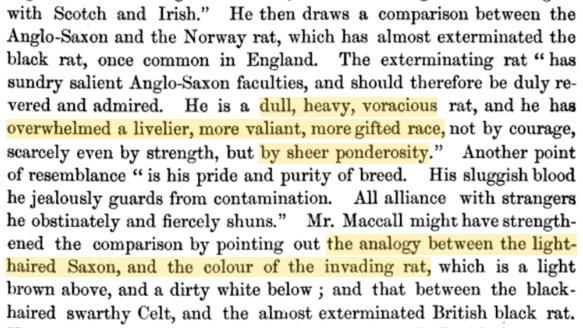 with Scotch and Irish." He then draws a comparison between the
Anglo-Saxon and the Norway rat, which has almost exterminated the
black rat, once common in England. The exterminating rat "has
sundry salient Anglo-Saxon faculties, and should therefore be duly re-
vered and admired. He is a dull, heavy, voracious rat, and he has
overwhelmed a livelier, more valiant, more gifted race, not by courage,
scarcely even by strength, but by sheer ponderosity." Another point
of resemblance "is his pride and purity of breed. His sluggish blood
he jealously guards from contamination. All alliance with strangers
he obstinately and fiercely shuns." Mr. Maccall might have strength-
ened the comparison by pointing out the analogy between the light-
haired Saxon, and the colour of the invading rat, which is a light
brown above, and a dirty white below ; and that between the black-
haired swarthy Celt, and the almost exterminated British black rat.